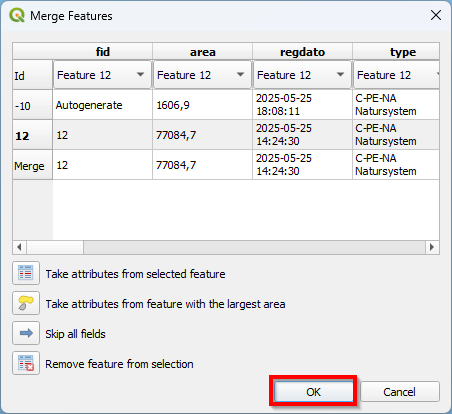 Merge Features
fid area regdato type
Id Feature 12 Feature 12 Feature 12 Feature 12
-10 Autogenerate 1606,9 2025-05-25 18:08:11 C-PE-NA Natursystem
12 12 77084,7 2025-05-25 14:24:30 C-PE-NA Natursystem
Merge 12 77084,7 2025-05-25 14:24:30 C-PE-NA Natursystem
Take attributes from selected feature
Take attributes from feature with the largest area
Skip all fields
Remove feature from selection
OK Cancel